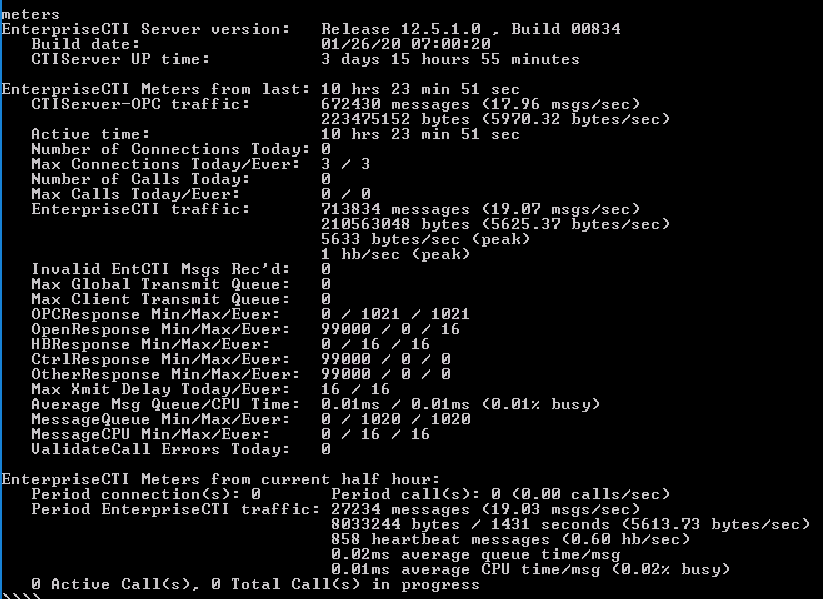 meters
EnterpriseCTI Server version:   Release 12.5.1.0 , Build 00834
   Build date:                  01/26/20 07:00:20
   CTIServer UP time:           3 days 15 hours 55 minutes

EnterpriseCTI Meters from last: 10 hrs 23 min 51 sec
   CTIServer-OPC traffic:       672430 messages (17.96 msgs/sec)
                                223475152 bytes (5970.32 bytes/sec)
   Active time:                 10 hrs 23 min 51 sec
   Number of Connections Today: 0
   Max Connections Today/Ever:  3 / 3
   Number of Calls Today:       0
   Max Calls Today/Ever:        0 / 0
   EnterpriseCTI traffic:       713834 messages (19.07 msgs/sec)
                                210563048 bytes (5625.37 bytes/sec)
                                5633 bytes/sec (peak)
                                1 hb/sec (peak)
   Invalid EntCTI Msgs Rec'd:   0
   Max Global Transmit Queue:   0
   Max Client Transmit Queue:   0
   OPCResponse Min/Max/Ever:    0 / 1021 / 1021
   OpenResponse Min/Max/Ever:   99000 / 0 / 16
   HBResponse Min/Max/Ever:     0 / 16 / 16
   CtrlResponse Min/Max/Ever:   99000 / 0 / 0
   OtherResponse Min/Max/Ever:  99000 / 0 / 0
   Max Xmit Delay Today/Ever:   16 / 16
   Average Msg Queue/CPU Time:  0.01ms / 0.01ms (0.01% busy)
   MessageQueue Min/Max/Ever:   0 / 1020 / 1020
   MessageCPU Min/Max/Ever:     0 / 16 / 16
   ValidateCall Errors Today:   0

EnterpriseCTI Meters from current half hour:
   Period connection(s): 0       Period call(s): 0 (0.00 calls/sec)
   Period EnterpriseCTI traffic: 27234 messages (19.03 msgs/sec)
                                 8033244 bytes / 1431 seconds (5613.73 bytes/sec)
                                 858 heartbeat messages (0.60 hb/sec)
                                 0.02ms average queue time/msg
                                 0.01ms average CPU time/msg (0.02% busy)
   0 Active Call(s), 0 Total Call(s) in progress